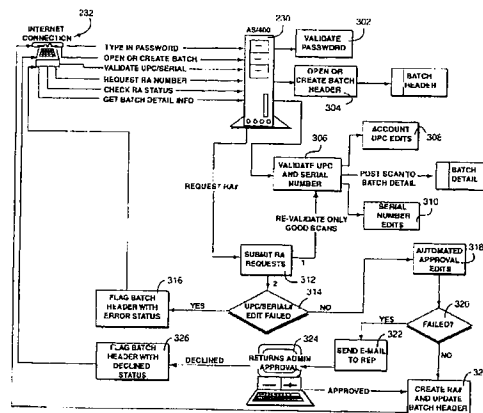 232
INTERNET
CONNECTION
230
AS/400
302
VALIDATE
PASSWORD
TYPE IN PASSWORD
OPEN OR CREATE BATCH
VALIDATE UPC/SERIAL
REQUEST RA NUMBER
CHECK RA STATUS
GET BATCH DETAIL INFO
OPEN OR
CREATE BATCH
HEADER
304
BATCH
HEADER
306
VALIDATE UPC
AND SERIAL
NUMBER
ACCOUNT
UPC EDITS
308
POST SCAN TO
BATCH DETAIL
BATCH
DETAIL
SERIAL
NUMBER
EDITS
310
REQUEST RA#
RE-VALIDATE ONLY
GOOD SCANS
SUBMIT RA
REQUESTS
1
312
2
AUTOMATED
APPROVAL
EDITS
318
316
FLAG BATCH
HEADER WITH
ERROR STATUS
YES
UPC/SERIAL#
EDIT FAILED
314
NO
320
FAILED?
326
FLAG BATCH
HEADER WITH
DECLINED
STATUS
DECLINED
324
RETURNS ADMIN
APPROVAL
322
YES
SEND E-MAIL
TO REP
NO
APPROVED
CREATE RA#
AND UPDATE
BATCH HEADER